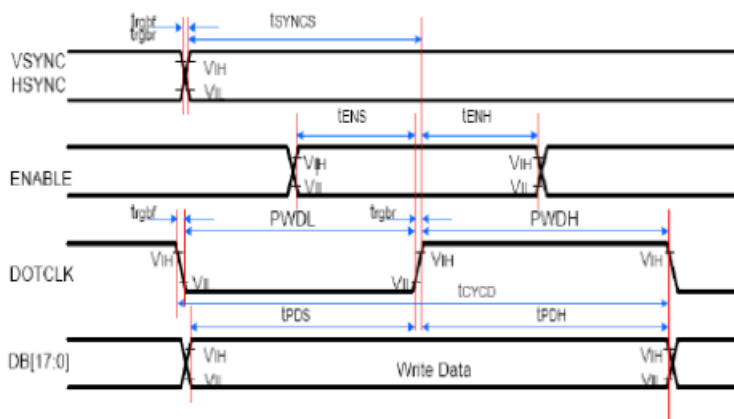 trgbf
trgbr
tSYNCS
VSYNC
HSYNC
VIH
VIL
tENS
tENH
ENABLE
VIH
VIL
VIH
VIL
trgbf
PWDL
trgbr
PWDH
DOTCLK
VIH
VIL
VIL
VIH
VIH
tCYCD
tPDS
tPDH
DB[17:0]
VIH
VIL
Write Data
VIH
VIL